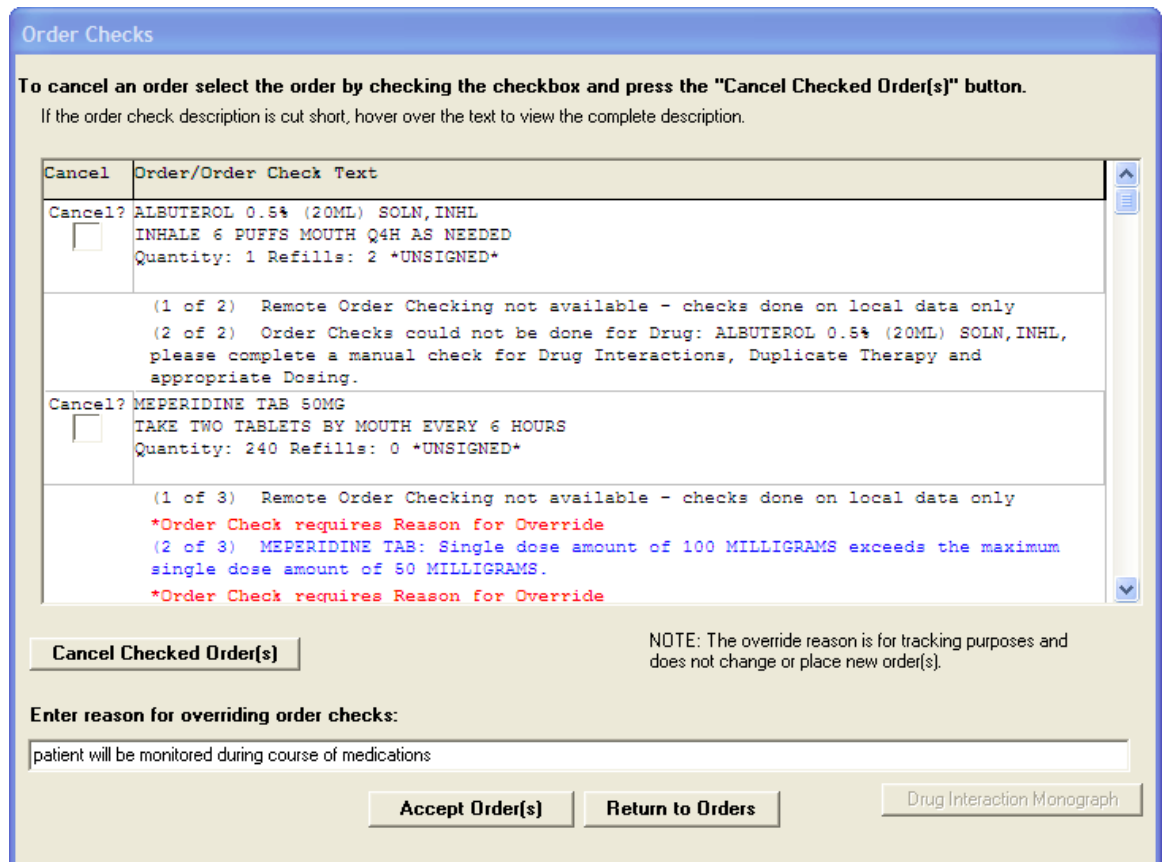 Order Checks
To cancel an order select the order by checking the checkbox and press the "Cancel Checked Order(s)" button.
If the order check description is cut short, hover over the text to view the complete description.
Cancel Order/Order Check Text
Cancel? ALBUTEROL 0.5% (20ML) SOLN,INHL
INHALE 6 PUFFS MOUTH Q4H AS NEEDED
Quantity: 1 Refills: 2 *UNSIGNED*
(1 of 2) Remote Order Checking not available - checks done on local data only
(2 of 2) Order Checks could not be done for Drug: ALBUTEROL 0.5% (20ML) SOLN,INHL,
please complete a manual check for Drug Interactions, Duplicate Therapy and
appropriate Dosing.
Cancel? MEPERIDINE TAB 50MG
TAKE TWO TABLETS BY MOUTH EVERY 6 HOURS
Quantity: 240 Refills: 0 *UNSIGNED*
(1 of 3) Remote Order Checking not available - checks done on local data only
*Order Check requires Reason for Override
(2 of 3) MEPERIDINE TAB: Single dose amount of 100 MILLIGRAMS exceeds the maximum
single dose amount of 50 MILLIGRAMS.
*Order Check requires Reason for Override
Cancel Checked Order(s)
NOTE: The override reason is for tracking purposes and
does not change or place new order(s).
Enter reason for overriding order checks:
patient will be monitored during course of medications
Accept Order(s) Return to Orders Drug Interaction Monograph